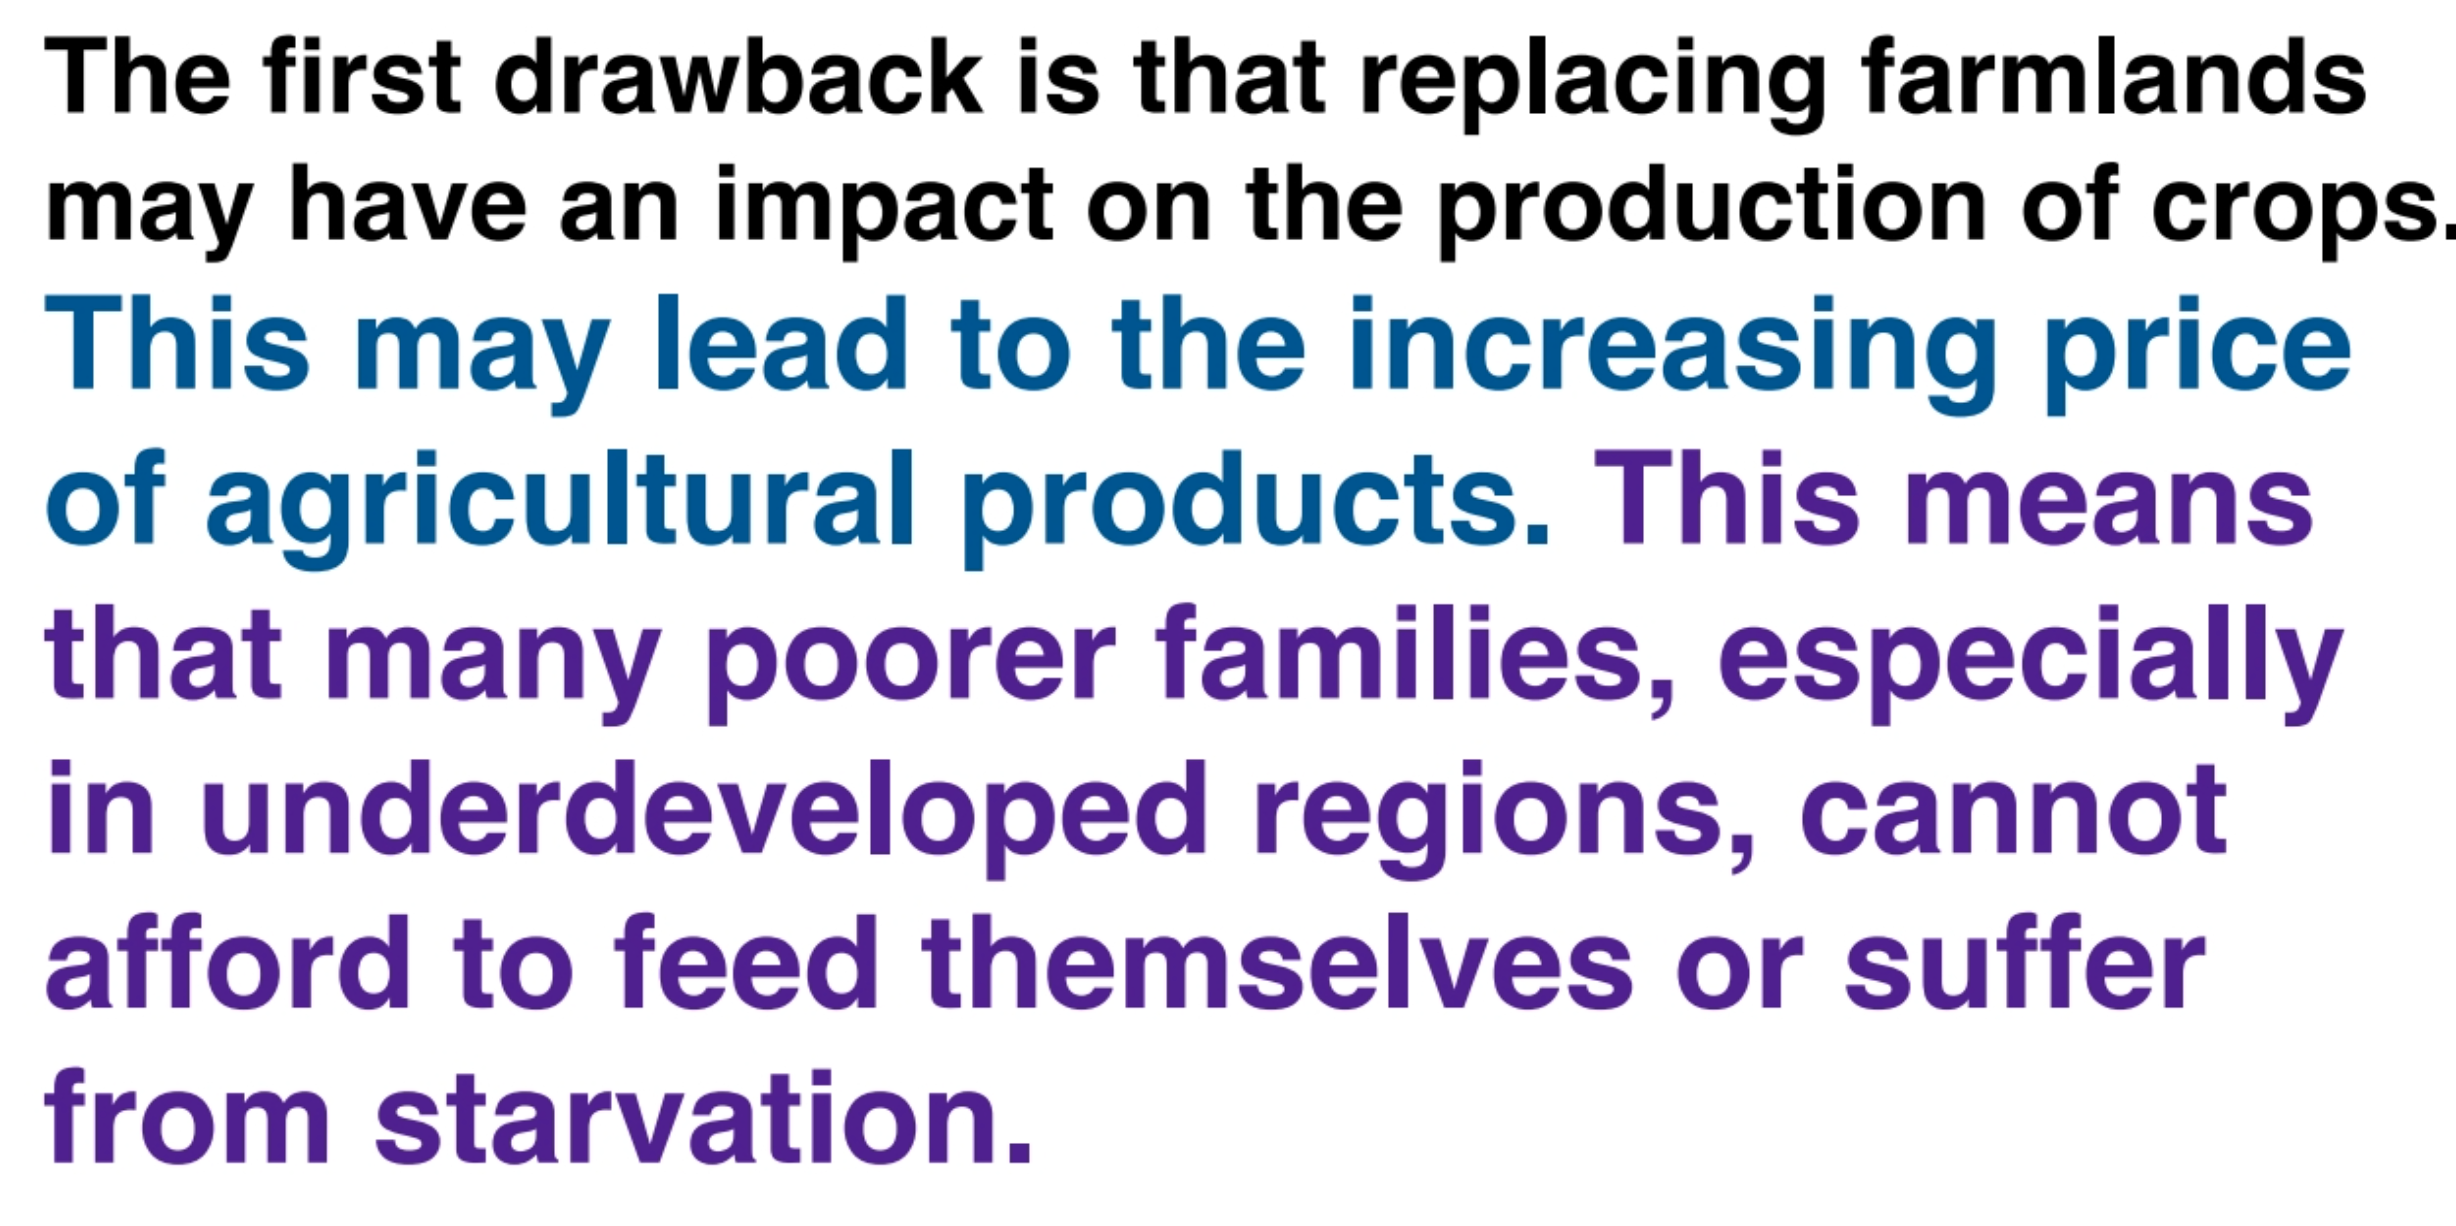 The first drawback is that replacing farmlands
may have an impact on the production of crops.
This may lead to the increasing price
of agricultural products. This means
that many poorer families, especially
in underdeveloped regions, cannot
afford to feed themselves or suffer
from starvation.